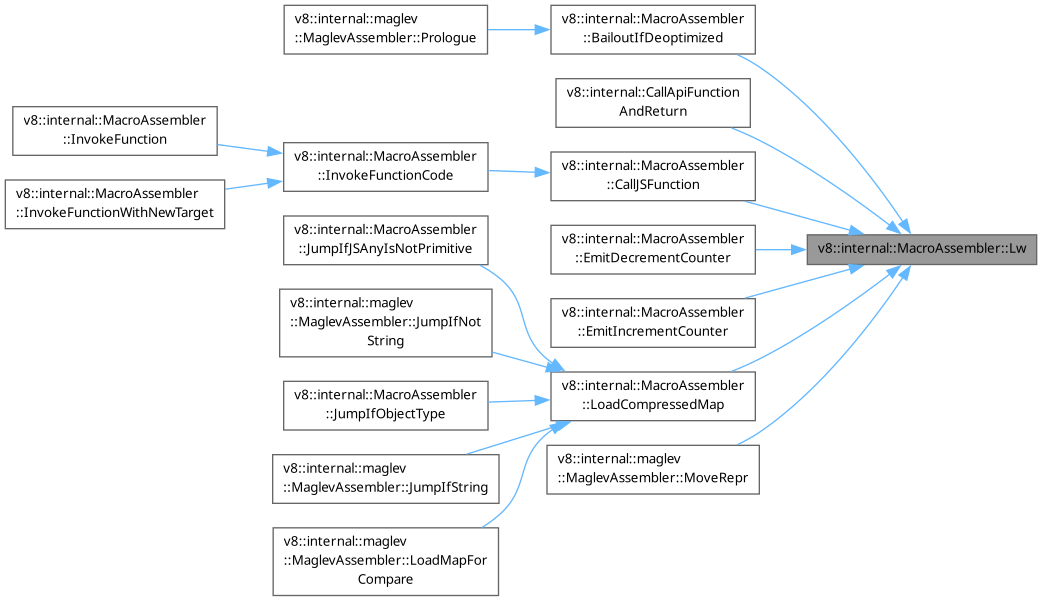 v8::internal::maglev
::MaglevAssembler::Prologue
v8::internal::MacroAssembler
::BailoutIfDeoptimized
v8::internal::CallApiFunction
AndReturn
v8::internal::MacroAssembler
::InvokeFunction
v8::internal::MacroAssembler
::InvokeFunctionCode
v8::internal::MacroAssembler
::CallJSFunction
v8::internal::MacroAssembler
::InvokeFunctionWithNewTarget
v8::internal::MacroAssembler
::JumpIfJSAnyIsNotPrimitive
v8::internal::MacroAssembler
::EmitDecrementCounter
v8::internal::MacroAssembler::Lw
v8::internal::maglev
::MaglevAssembler::JumpIfNot
String
v8::internal::MacroAssembler
::EmitIncrementCounter
v8::internal::MacroAssembler
::JumpIfObjectType
v8::internal::MacroAssembler
::LoadCompressedMap
v8::internal::maglev
::MaglevAssembler::JumpIfString
v8::internal::maglev
::MaglevAssembler::MoveRepr
v8::internal::maglev
::MaglevAssembler::LoadMapFor
Compare